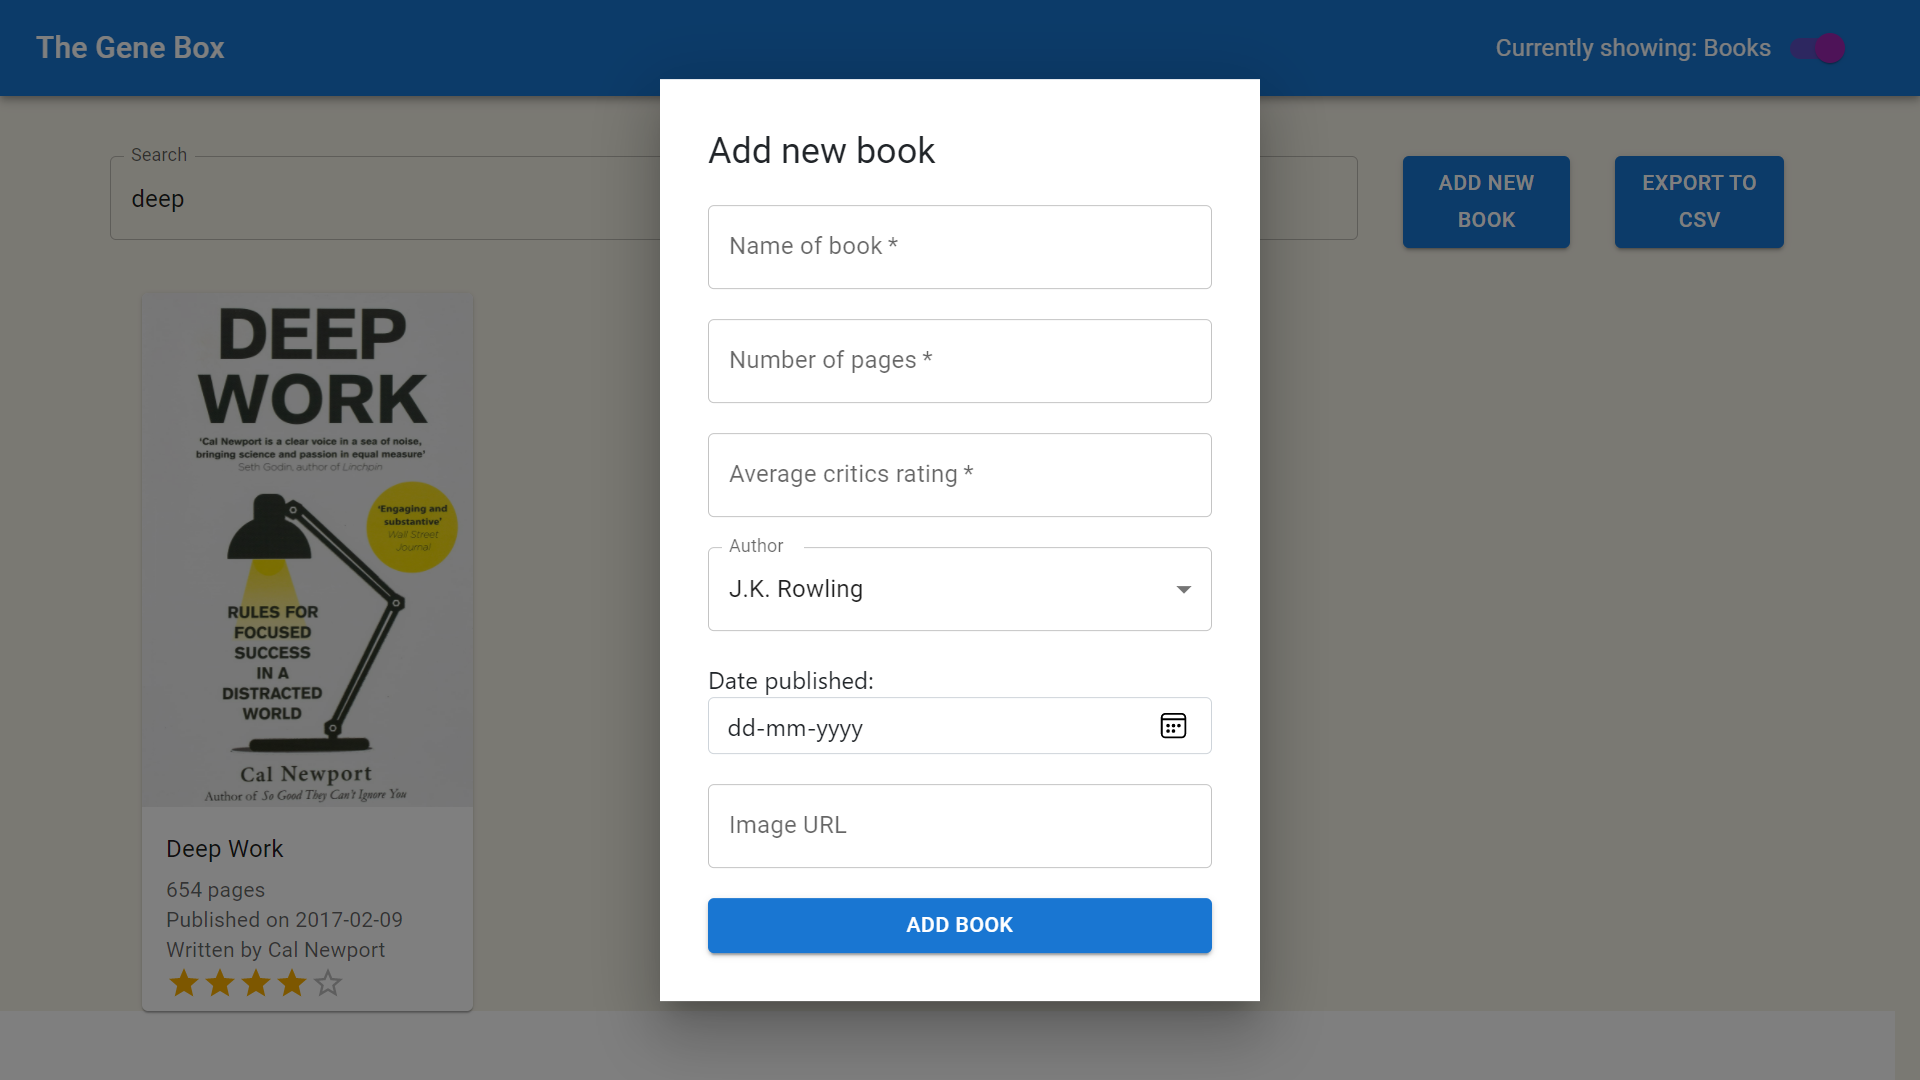 The Gene Box
Currently showing: Books
Search
deep
ADD NEW
BOOK
EXPORT TO
CSV
DEEP
WORK
‘Cal Newport is a clear voice in a sea of noise,
bringing science and passion in equal measure’
Seth Godin, author of Linchpin
‘Engaging and
substantive’
Wall Street
Journal
RULES FOR
FOCUSED
SUCCESS
IN A
DISTRACTED
WORLD
Cal Newport
Author of So Good They Can't Ignore You
Deep Work
654 pages
Published on 2017-02-09
Written by Cal Newport
Add new book
Name of book *
Number of pages *
Average critics rating *
Author
J.K. Rowling
Date published:
dd-mm-yyyy
Image URL
ADD BOOK